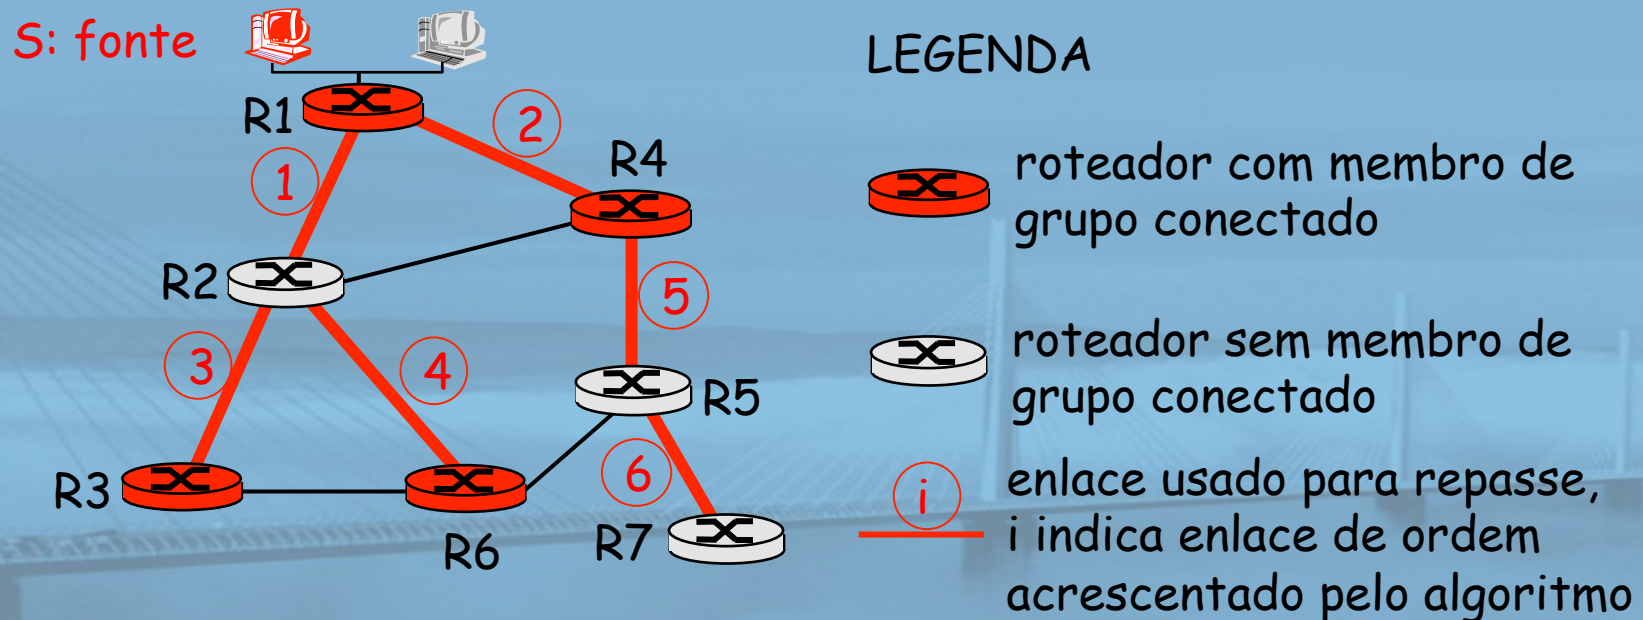 S: fonte
R1
1
2
R4
R2
5
3
4
R5
R3
6
R6
R7
LEGENDA
roteador com membro de
grupo conectado
roteador sem membro de
grupo conectado
i
enlace usado para repasse,
i indica enlace de ordem
acrescentado pelo algoritmo